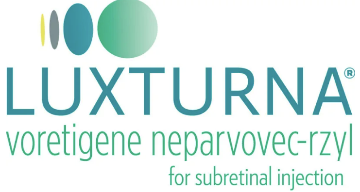 LUXTURNA®
voretigene neparvovec-rzyl
for subretinal injection